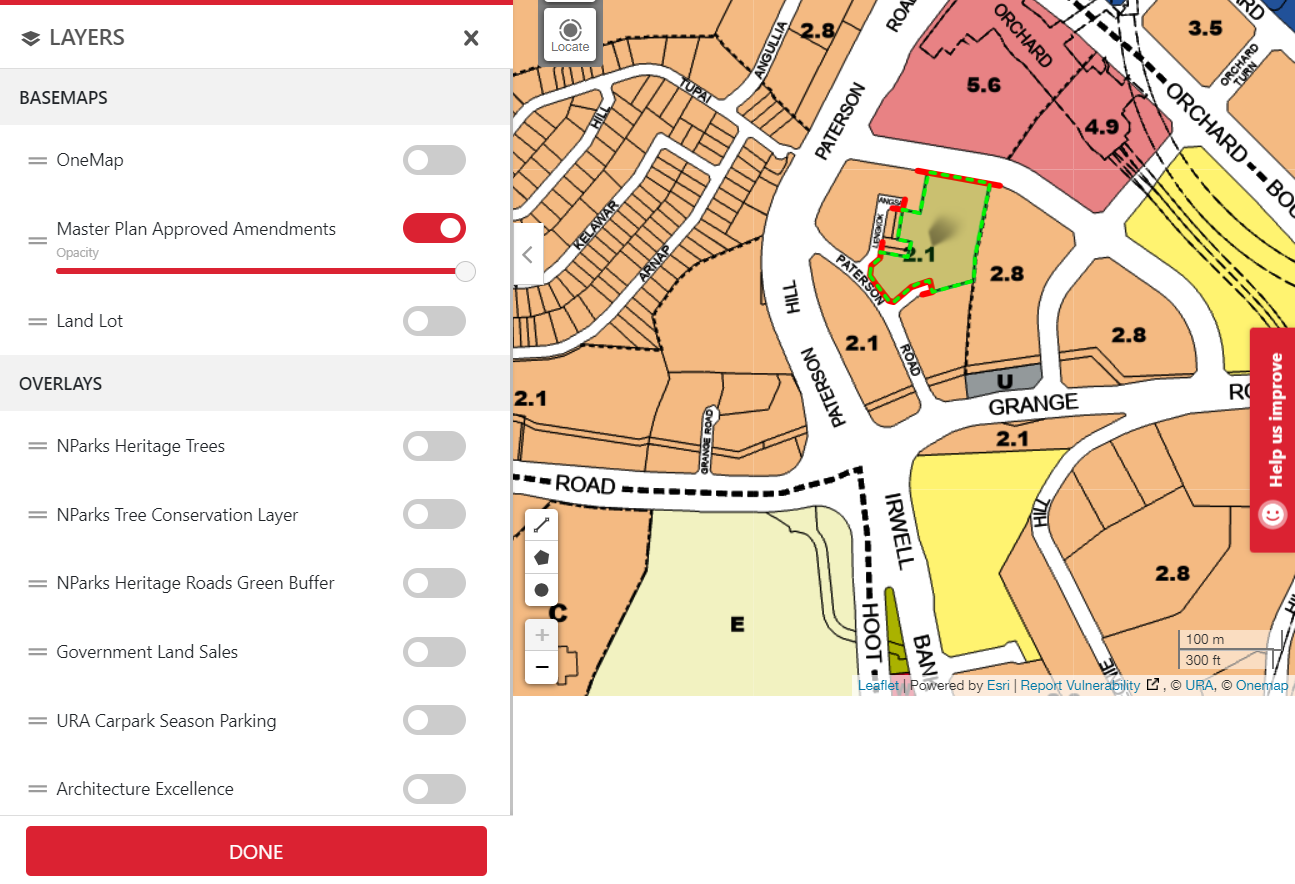 LAYERS
BASEMAPS
OneMap
Master Plan Approved Amendments
Opacity
Land Lot
OVERLAYS
NParks Heritage Trees
NParks Tree Conservation Layer
NParks Heritage Roads Green Buffer
Government Land Sales
URA Carpark Season Parking
Architecture Excellence
DONE
Locate
2.8
ANGULLIA
ROAD
ORCHARD
3.5
ORCHARD
TURN
5.6
4.9
ORCHARD
TUPAI
HILL
PATERSON
KELAWAR
ARNAP
ANGSA
LENGKOK
2.1
PATERSON
2.8
HILL
2.1
ROAD
2.8
U
GRANGE
PATERSON
2.1
GRANGE ROAD
2.1
ROAD
IRWELL
HILL
2.8
C
E
HOOT
BANK
Help us improve
100 m
300 ft
Leaflet | Powered by Esri | Report Vulnerability , © URA, © Onemap